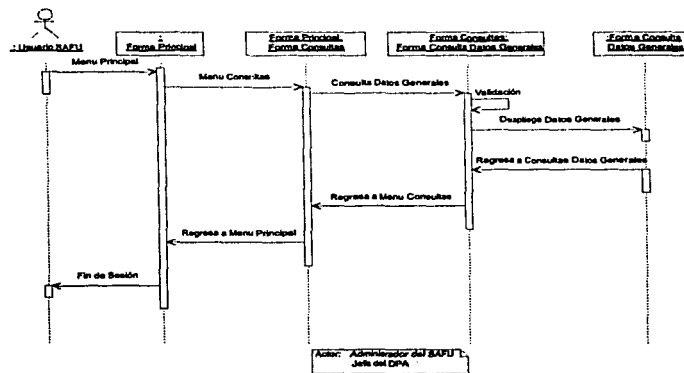 : Usuario SAFU
:
Forma Principal
Forma Principal:
Forma Consultas
Forma Consultas:
Forma Consulta Datos Generales
:Forma Consulta
Datos Generales
Menu Principal
Menu Consultas
Consulta Datos Generales
Validación
Despliega Datos Generales
Regresa a Consultas Datos Generales
Regresa a Menu Consultas
Regresa a Menu Principal
Fin de Sesión
Actor: Administrador del SAFU
Jefe del DPA